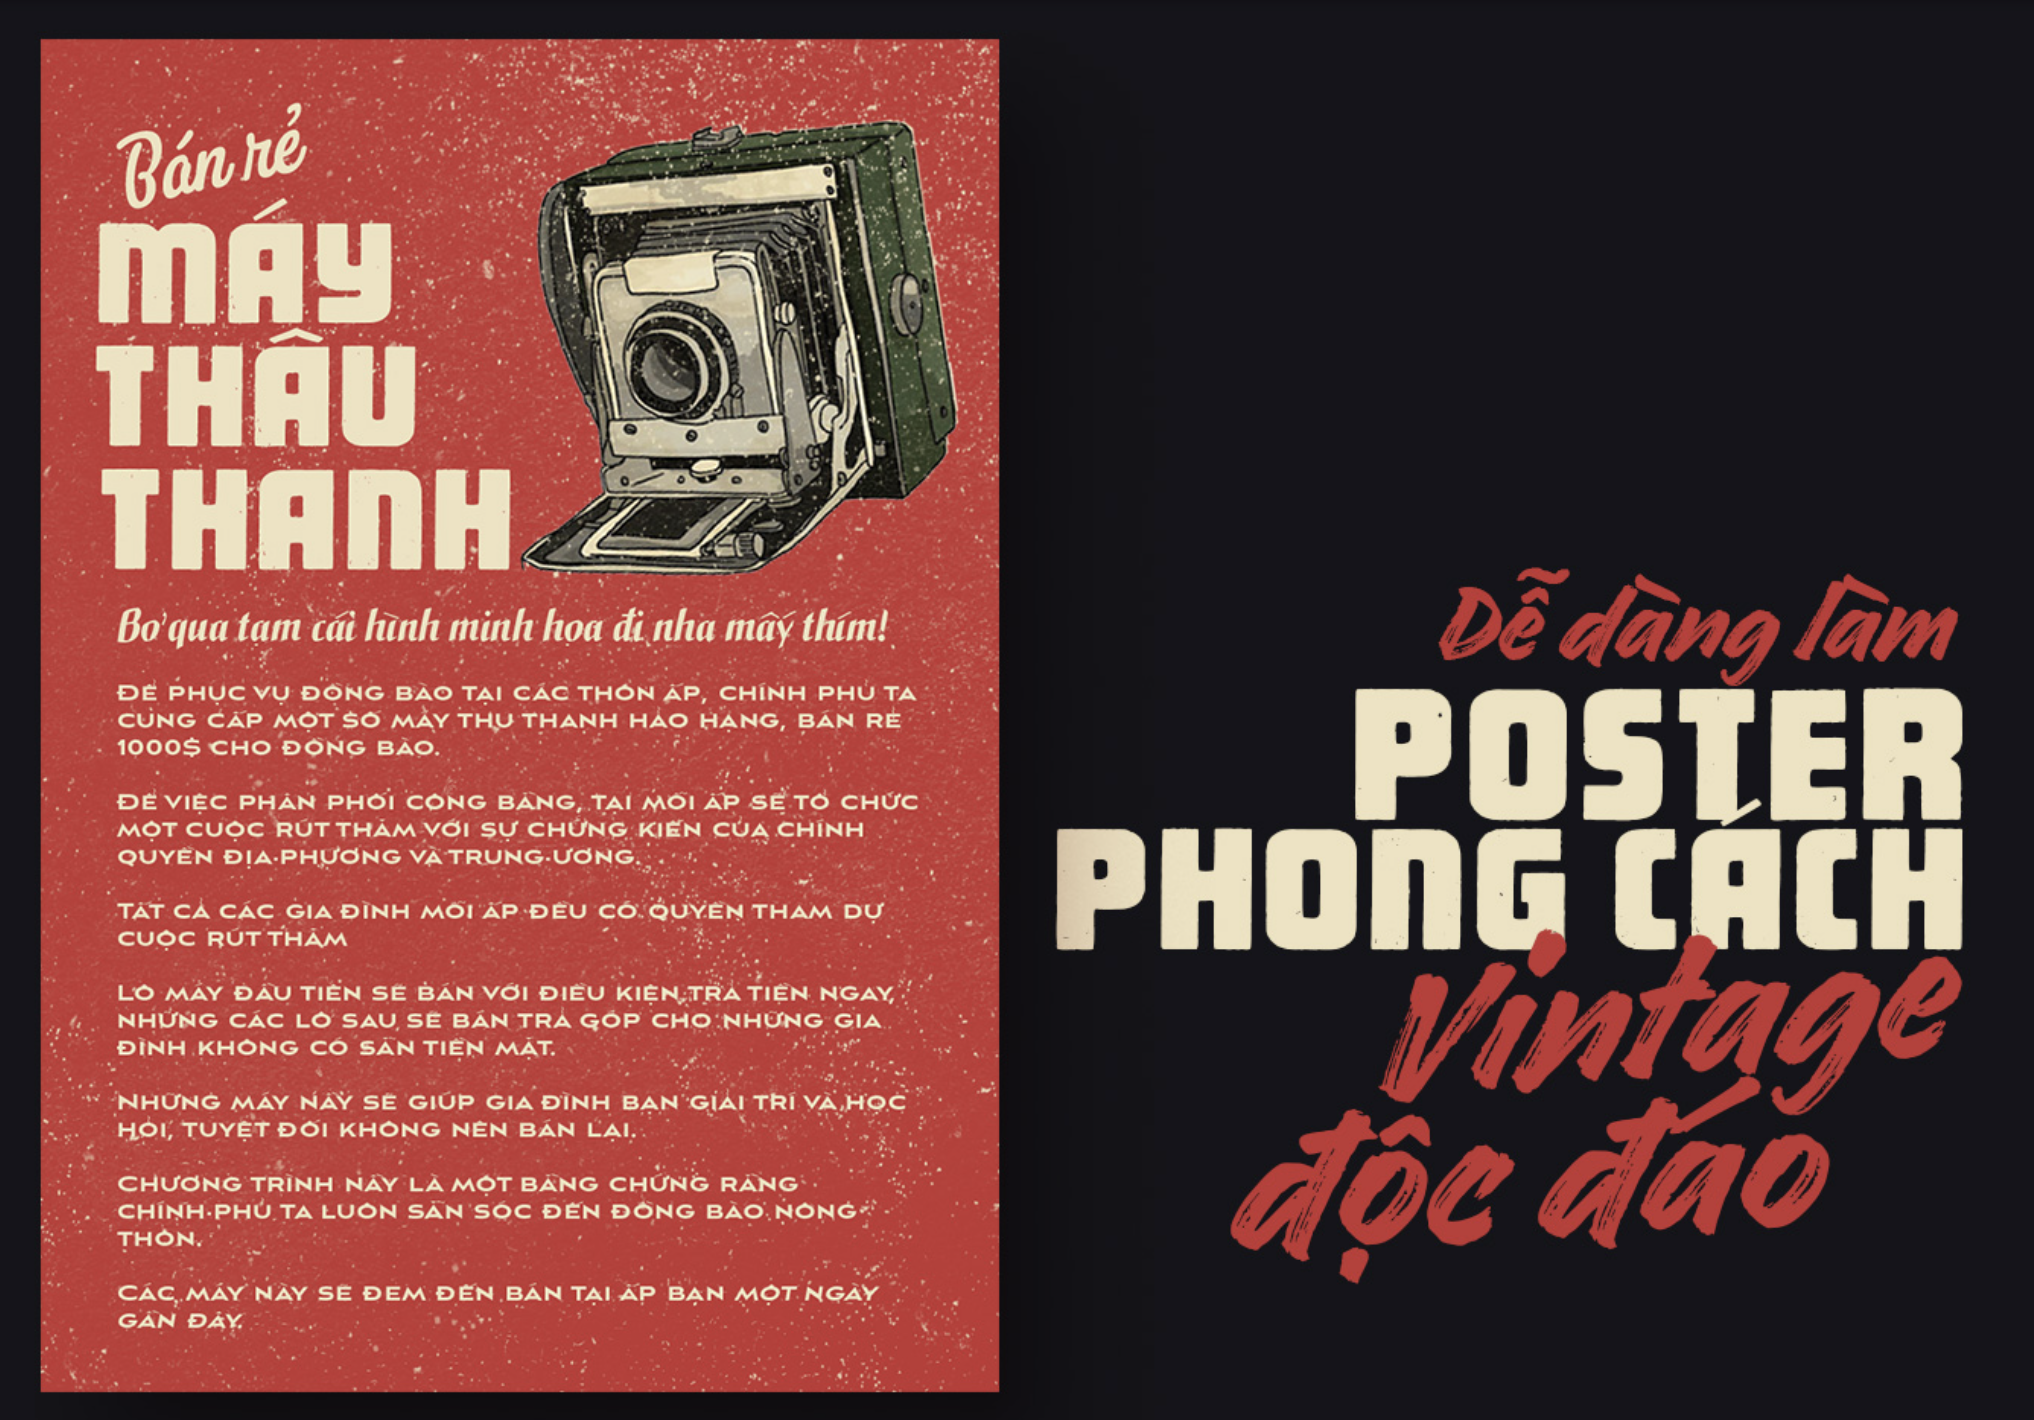 Bán rẻ
MÁY
THÂU
THANH
Bỏ qua tạm cái hình minh họa đi nha mấy thím!
ĐỂ PHỤC VỤ ĐỒNG BÀO TẠI CÁC THÔN ẤP, CHÍNH PHỦ TA
CUNG CẤP MỘT SỐ MÁY THU THANH HẢO HẠNG, BÁN RẺ
1000$ CHO ĐỒNG BÀO.
ĐỂ VIỆC PHÂN PHỐI CÔNG BẰNG, TẠI MỖI ẤP SẼ TỔ CHỨC
MỘT CUỘC RÚT THĂM VỚI SỰ CHỨNG KIẾN CỦA CHÍNH
QUYỀN ĐỊA-PHƯƠNG VÀ TRUNG-ƯƠNG.
TẤT CẢ CÁC GIA ĐÌNH MỖI ẤP ĐỀU CÓ QUYỀN THAM DỰ
CUỘC RÚT THĂM
LÔ MÁY ĐẦU TIÊN SẼ BÁN VỚI ĐIỀU KIỆN TRẢ TIỀN NGAY,
NHƯNG CÁC LÔ SAU SẼ BÁN TRẢ GÓP CHO NHỮNG GIA
ĐÌNH KHÔNG CÓ SẴN TIỀN MẶT.
NHỮNG MÁY NÀY SẼ GIÚP GIA ĐÌNH BẠN GIẢI TRÍ VÀ HỌC
HỎI, TUYỆT ĐỐI KHÔNG NÊN BÁN LẠI.
CHƯƠNG TRÌNH NÀY LÀ MỘT BẰNG CHỨNG RẰNG
CHÍNH-PHỦ TA LUÔN SĂN SÓC ĐẾN ĐỒNG BÀO NÔNG
THÔN.
CÁC MÁY NÀY SẼ ĐEM ĐẾN BÁN TẠI ẤP BẠN MỘT NGÀY
GẦN ĐÂY.
Dễ dàng làm
POSTER
PHONG CÁCH
Vintage
độc đáo